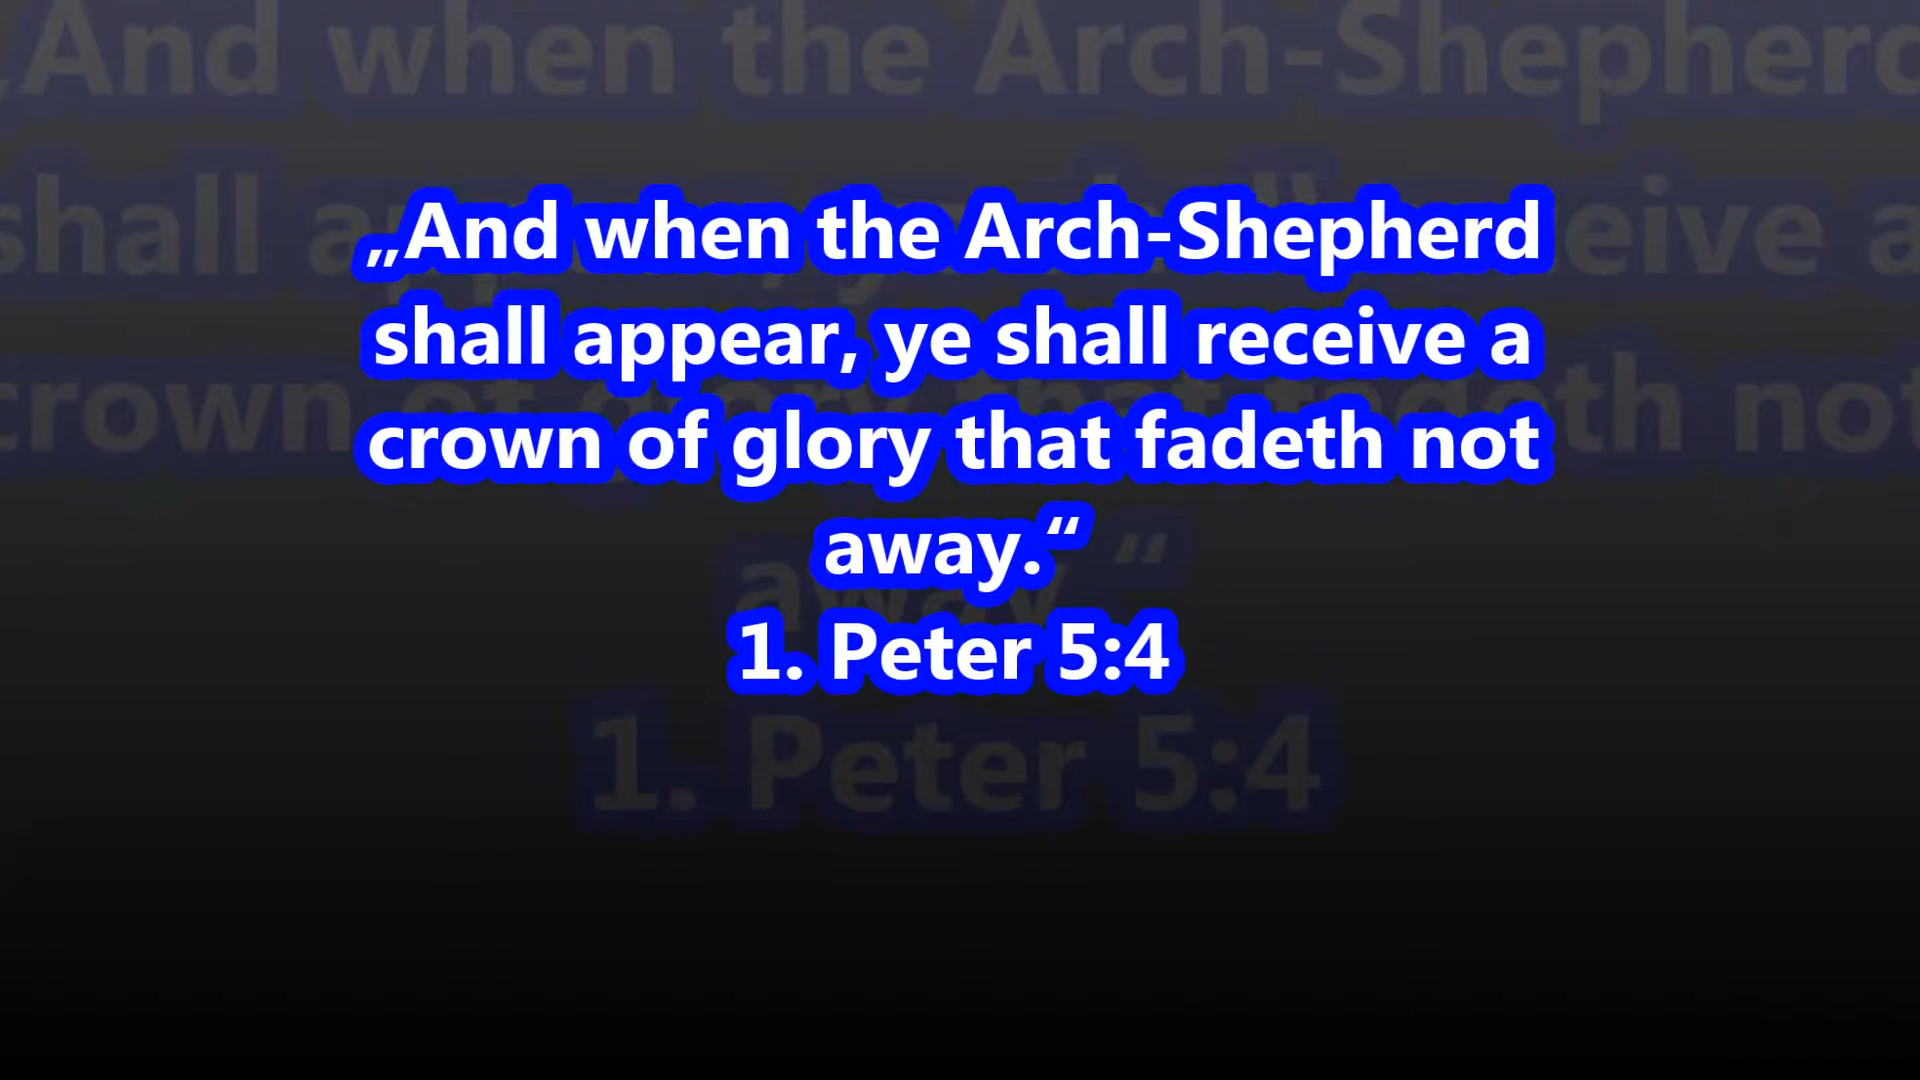 „And when the Arch-Shepherd
shall appear, ye shall receive a
crown of glory that fadeth not
away.“
1. Peter 5:4